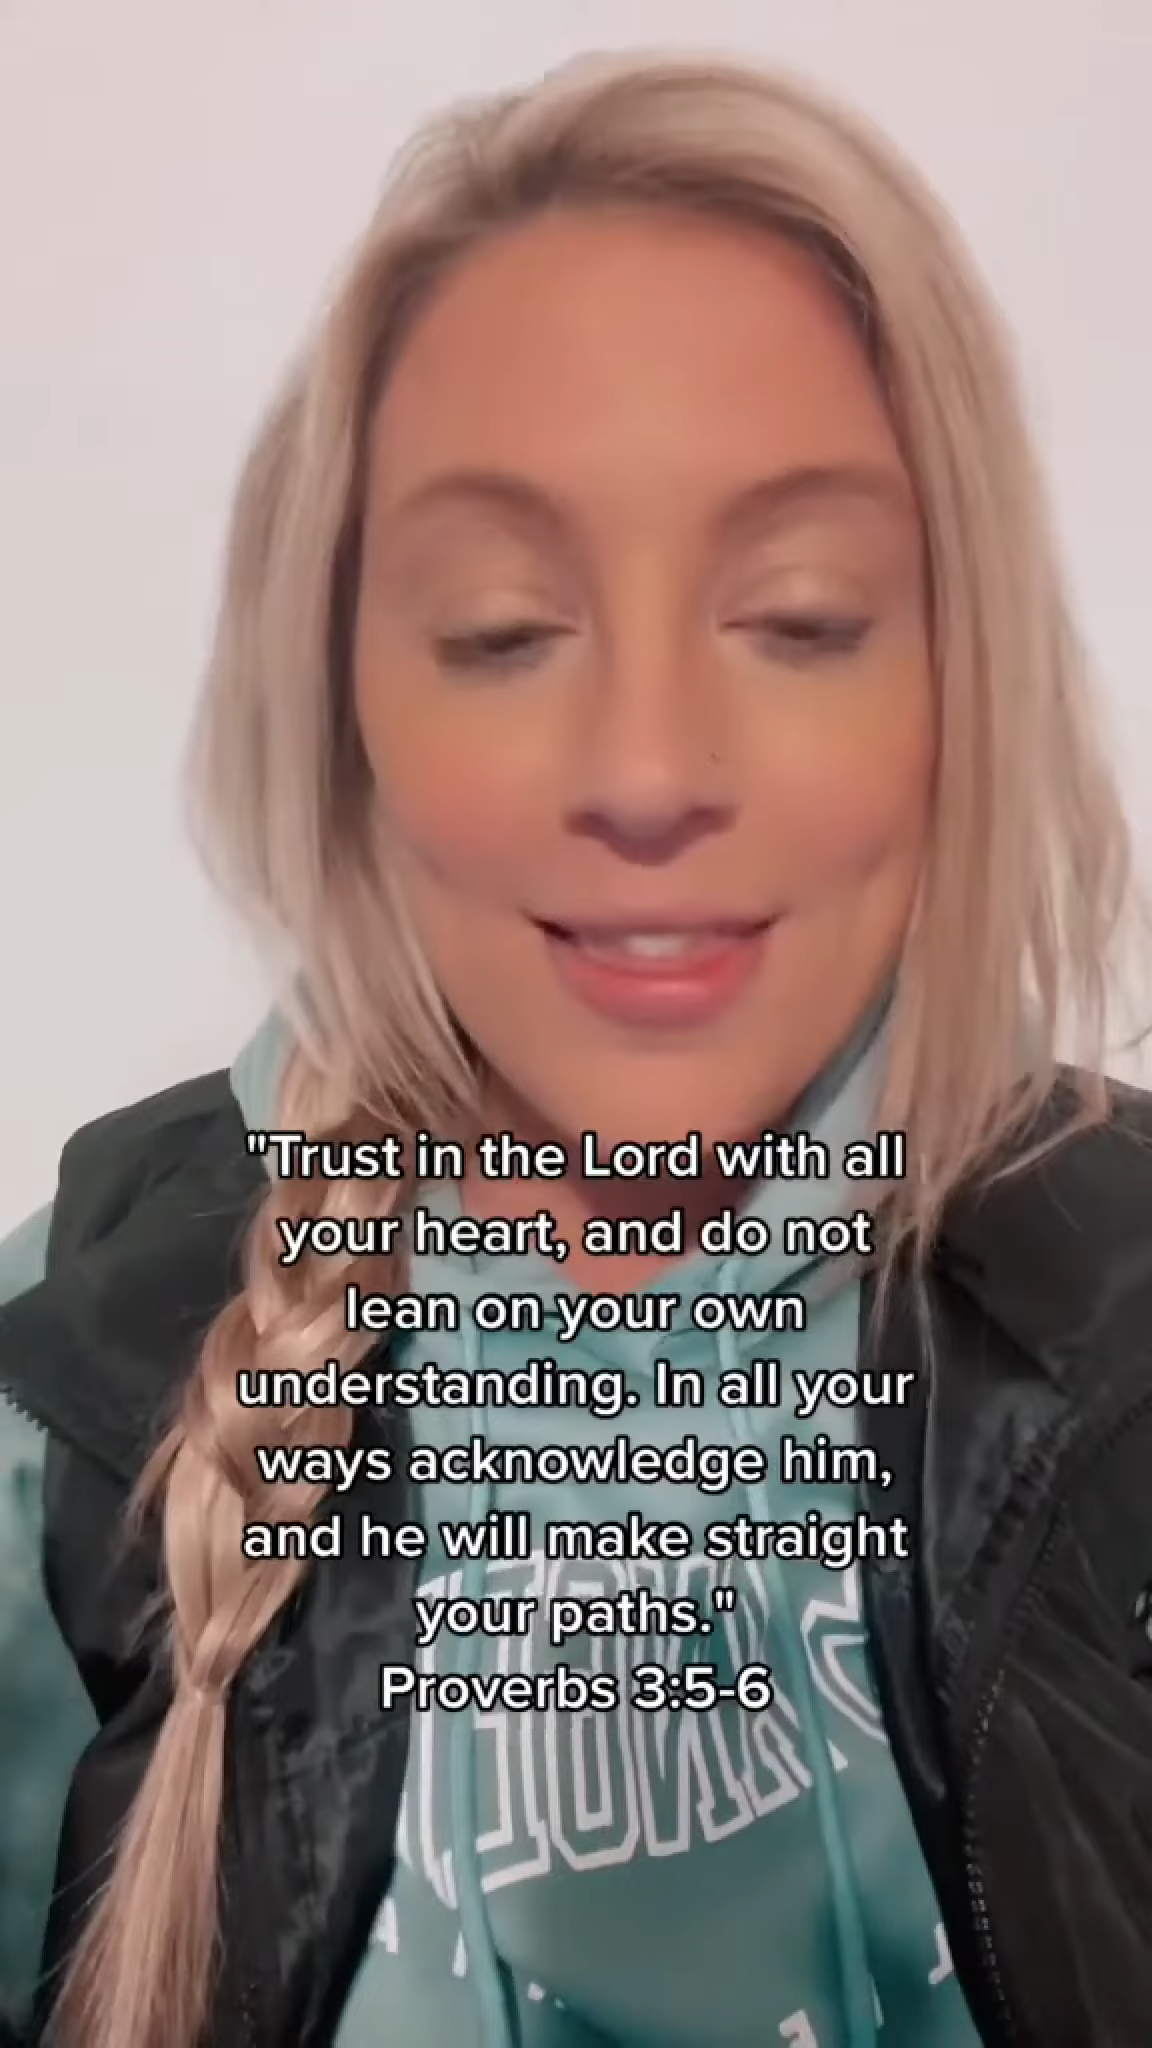 "Trust in the Lord with all
your heart, and do not
lean on your own
understanding. In all your
ways acknowledge him,
and he will make straight
your paths."
Proverbs 3:5-6